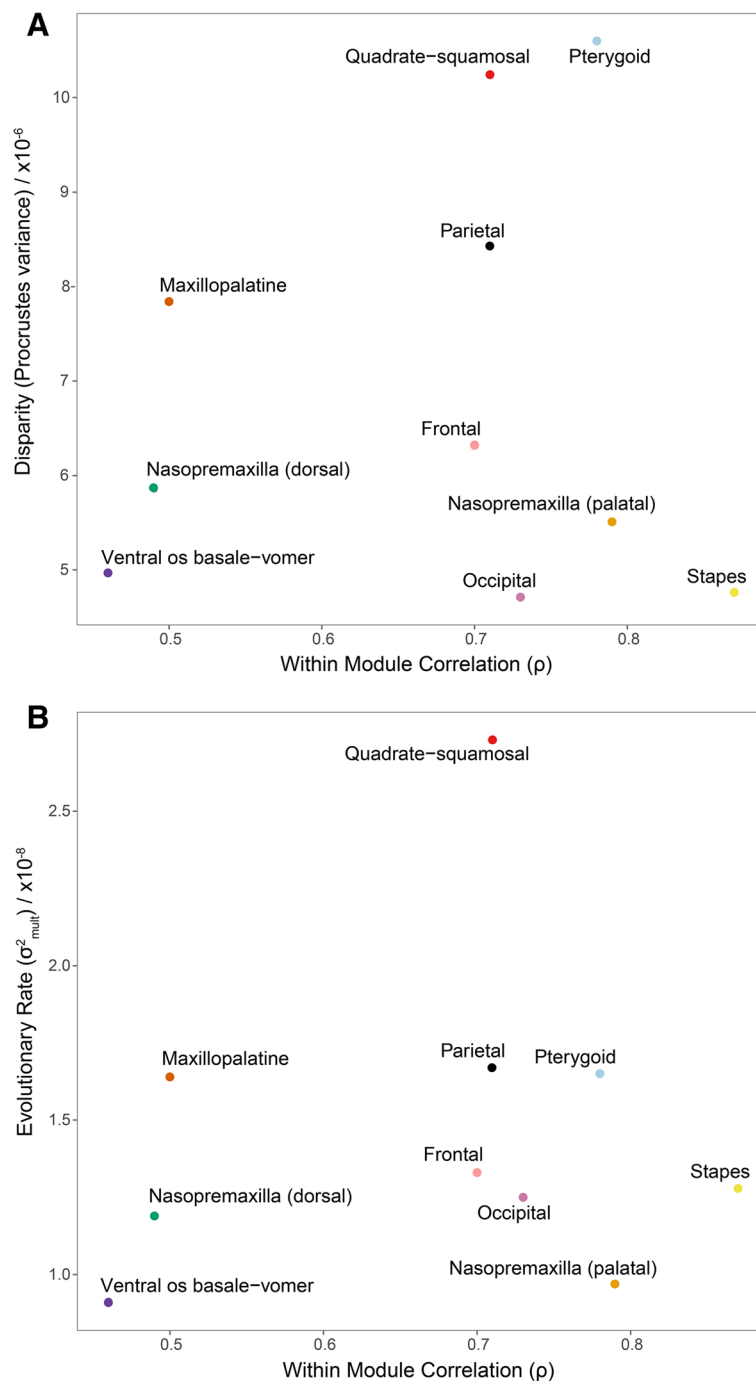 A
Quadrate−squamosal
Pterygoid
10
9
Parietal
8
Maxillopalatine
7
Frontal
6
Nasopremaxilla (dorsal)
Nasopremaxilla (palatal)
5
Ventral os basale−vomer
Occipital
Stapes
Disparity (Procrustes variance) / x10⁻⁶
0.5 0.6 0.7 0.8
Within Module Correlation (ρ)
B
Quadrate−squamosal
2.5
2.0
Maxillopalatine
Parietal
Pterygoid
1.5
Frontal
Stapes
Nasopremaxilla (dorsal)
Occipital
Nasopremaxilla (palatal)
1.0
Ventral os basale−vomer
Evolutionary Rate (σ²mult) / x10⁻⁸
0.5 0.6 0.7 0.8
Within Module Correlation (ρ)